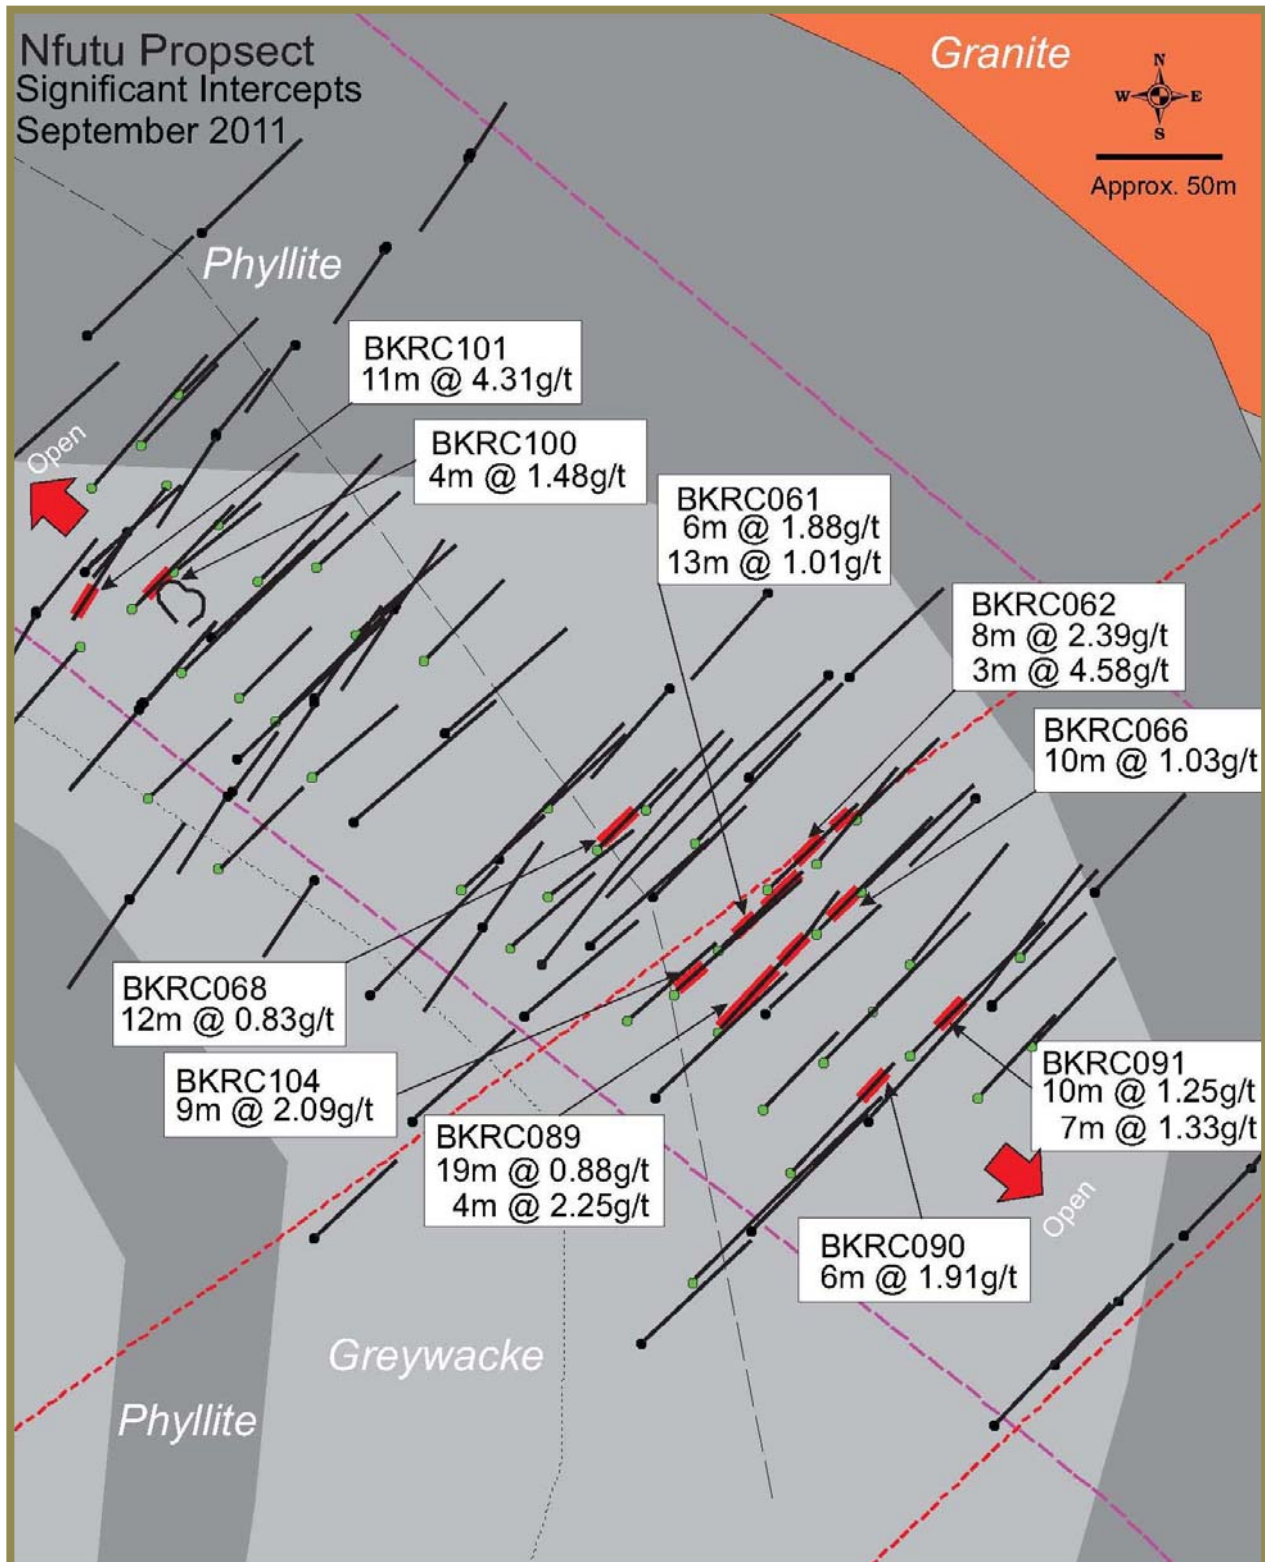 Nfutu Propsect
Significant Intercepts
September 2011
Granite
N
W E
S
Approx. 50m
Phyllite
BKRC101
11m @ 4.31g/t
BKRC100
4m @ 1.48g/t
Open
BKRC061
6m @ 1.88g/t
13m @ 1.01g/t
BKRC062
8m @ 2.39g/t
3m @ 4.58g/t
BKRC066
10m @ 1.03g/t
BKRC068
12m @ 0.83g/t
BKRC104
9m @ 2.09g/t
BKRC089
19m @ 0.88g/t
4m @ 2.25g/t
BKRC091
10m @ 1.25g/t
7m @ 1.33g/t
Open
BKRC090
6m @ 1.91g/t
Greywacke
Phyllite